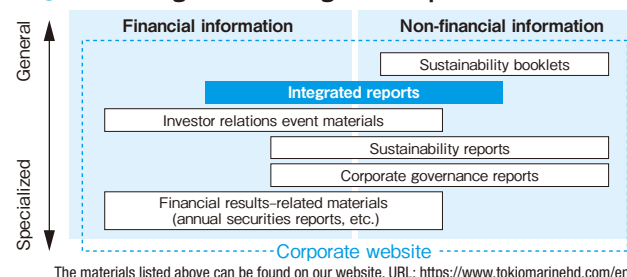 Financial information
Non-financial information
General
Sustainability booklets
Integrated reports
Investor relations event materials
Sustainability reports
Corporate governance reports
Specialized
Financial results–related materials
(annual securities reports, etc.)
Corporate website
The materials listed above can be found on our website. URL: https://www.tokiomarinehd.com/en